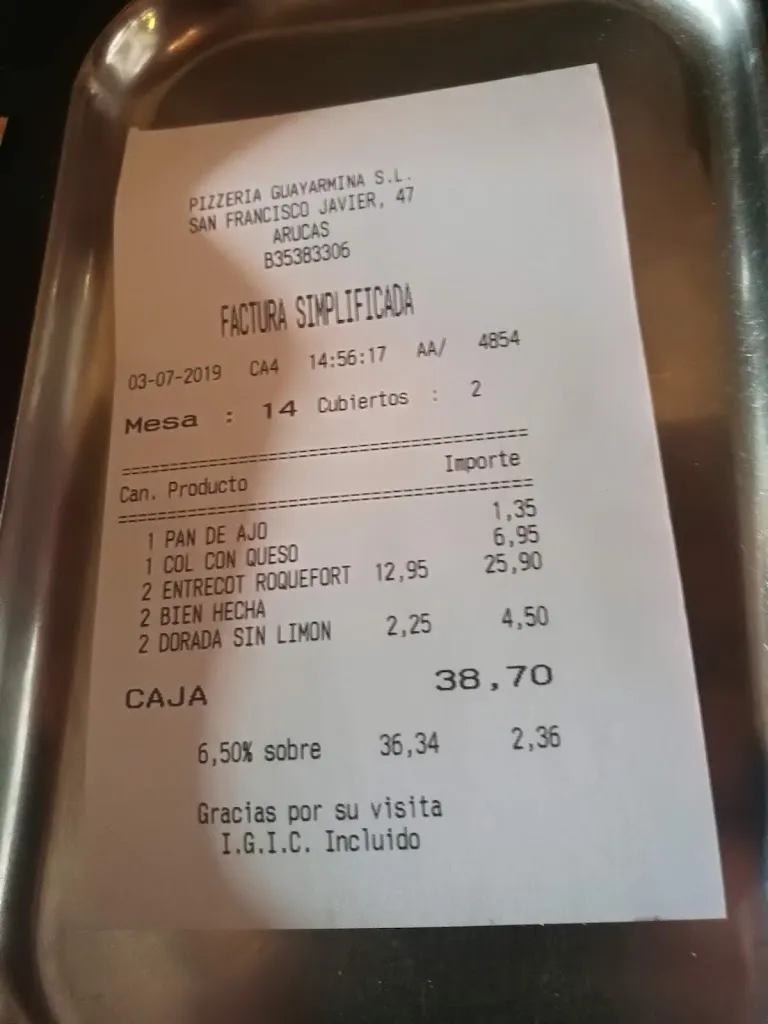 PIZZERIA GUAYARMINA S.L.
SAN FRANCISCO JAVIER, 47
ARUCAS
B35383306
FACTURA SIMPLIFICADA
03-07-2019 CA4 14:56:17 AA/ 4854
Mesa : 14 Cubiertos : 2
================================
Can. Producto Importe
================================
1 PAN DE AJO 1,35
1 COL CON QUESO 6,95
2 ENTRECOT ROQUEFORT 12,95 25,90
2 BIEN HECHA
2 DORADA SIN LIMON 2,25 4,50
CAJA 38,70
6,50% sobre 36,34 2,36
Gracias por su visita
I.G.I.C. Incluido